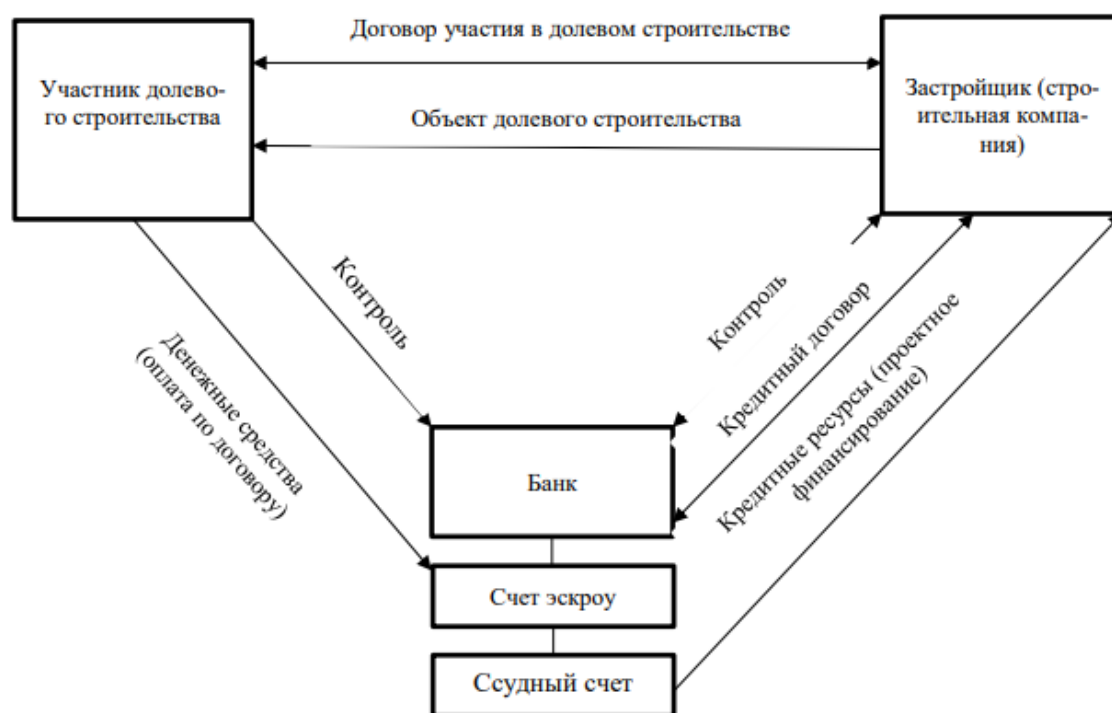 Договор участия в долевом строительстве
Участник долево-
го строительства
Застройщик (стро-
ительная компа-
ния)
Объект долевого строительства
Контроль
Денежные средства
(оплата по договору)
Контроль
Кредитный договор
Кредитные ресурсы (проектное
финансирование)
Банк
Счет эскроу
Ссудный счет